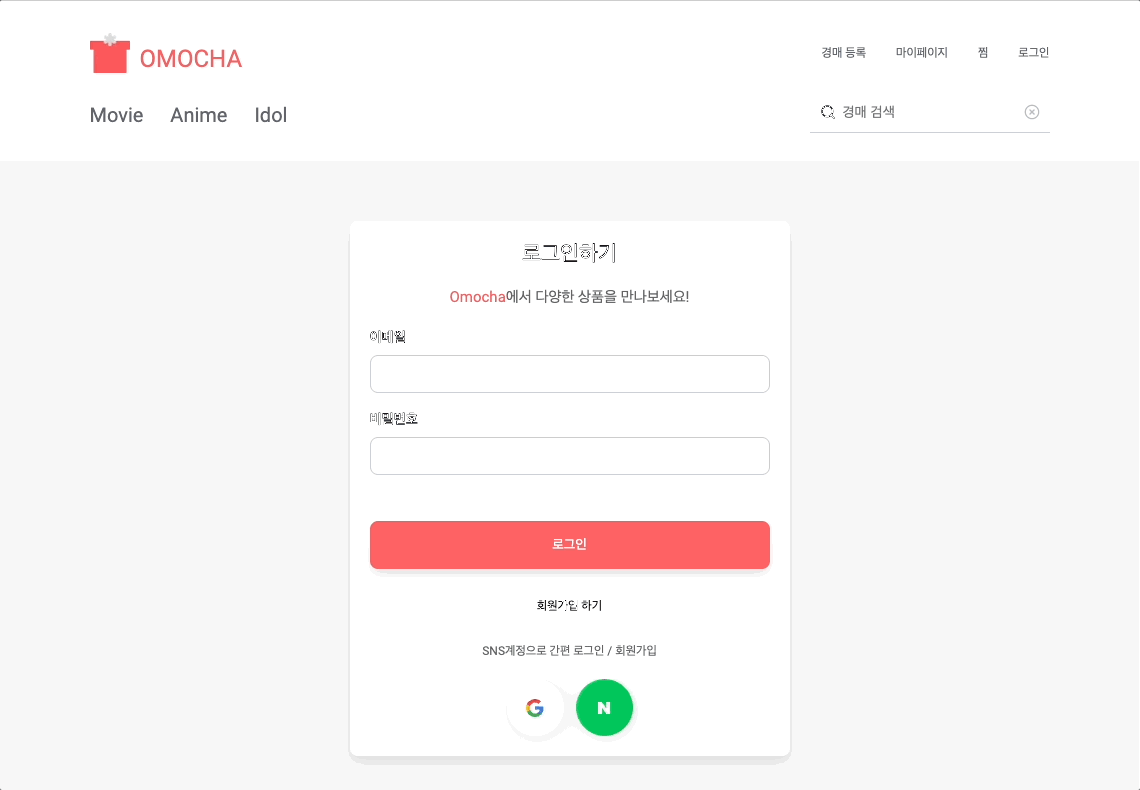 OMOCHA
경매 등록 마이페이지 찜 로그인
Movie Anime Idol
경매 검색
로그인하기
Omocha에서 다양한 상품을 만나보세요!
이메일
비밀번호
로그인
회원가입 하기
SNS계정으로 간편 로그인 / 회원가입
G N